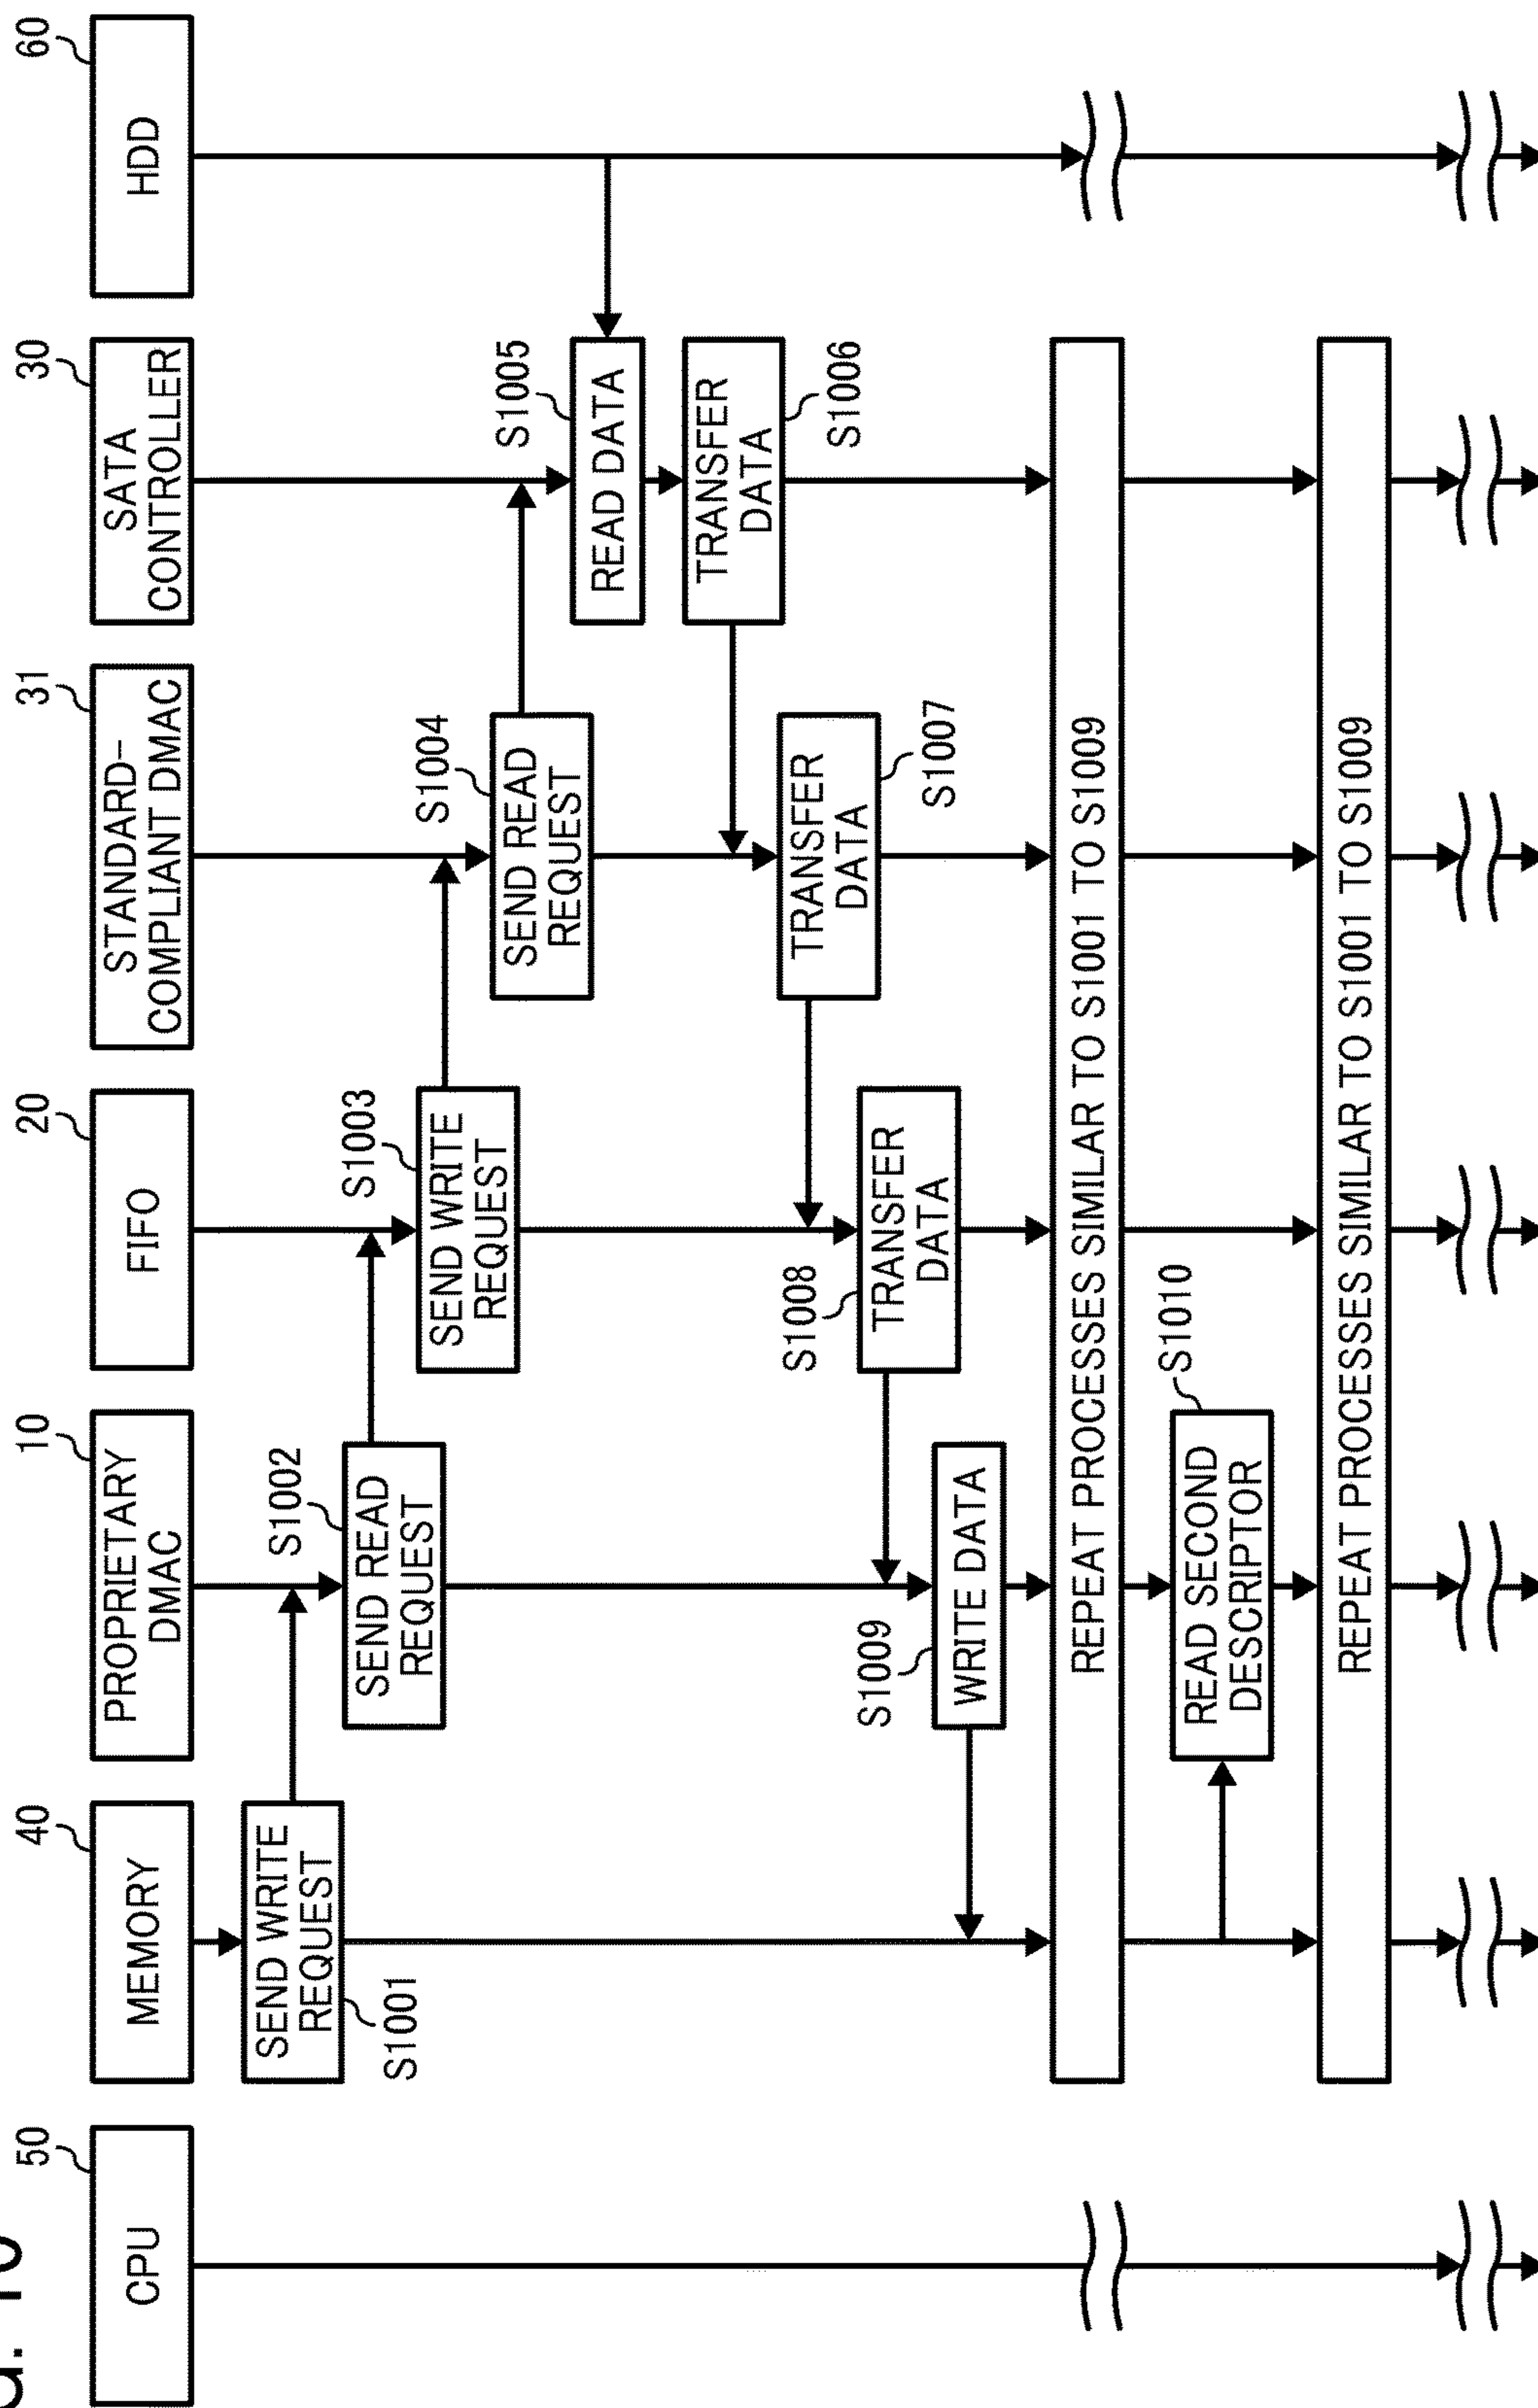 50
40
10
20
31
30
60
CPU
MEMORY
PROPRIETARY
DMAC
FIFO
STANDARD-
COMPLIANT DMAC
SATA
CONTROLLER
HDD
SEND WRITE
REQUEST
S1001
S1002
SEND READ
REQUEST
S1003
SEND WRITE
REQUEST
S1004
SEND READ
REQUEST
S1005
READ DATA
TRANSFER
DATA
S1006
TRANSFER
DATA
S1007
S1008
TRANSFER
DATA
S1009
WRITE DATA
REPEAT PROCESSES SIMILAR TO S1001 TO S1009
S1010
READ SECOND
DESCRIPTOR
REPEAT PROCESSES SIMILAR TO S1001 TO S1009